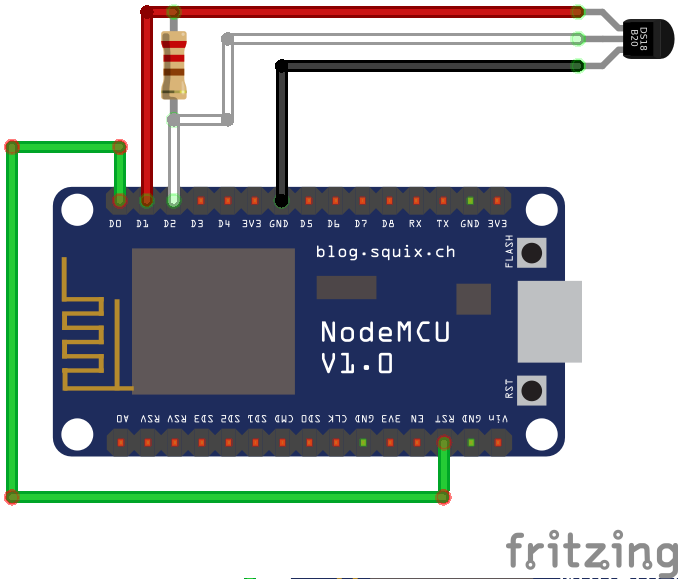 DS18
B20
D0 D1 D2 D3 D4 3V3 GND D5 D6 D7 D8 RX TX GND 3V3
blog.squix.ch
FLASH
NodeMCU
V1.0
RST
A0 RSV RSV SD3 SD2 SD1 CMD SD0 CLK GND 3V3 EN RST GND Vin
fritzing